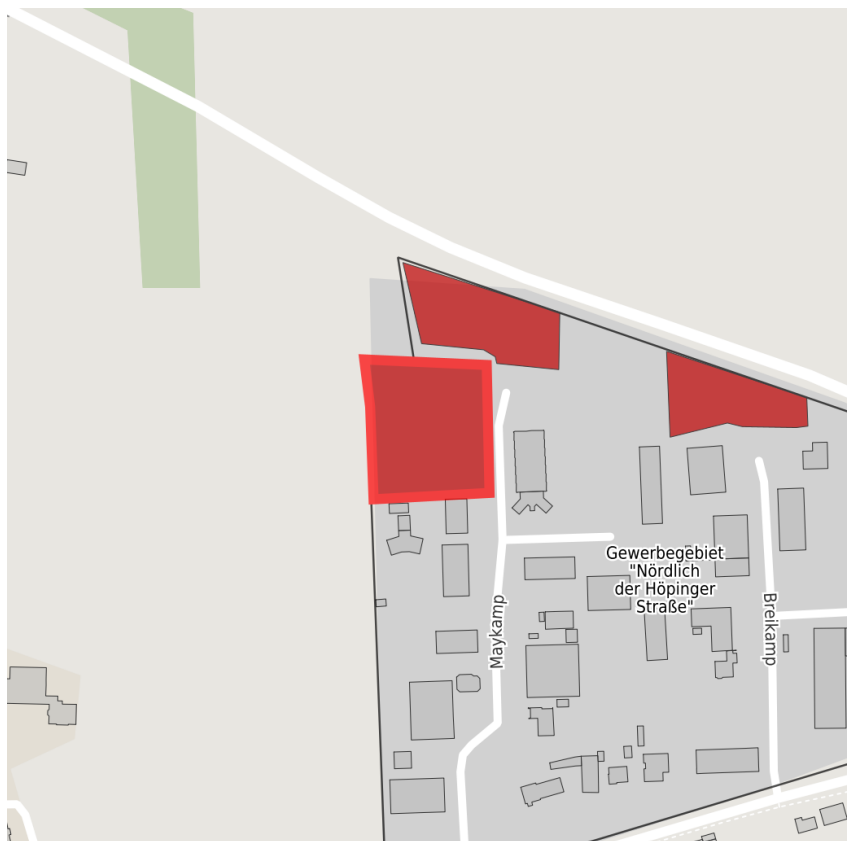 Gewerbegebiet
"Nördlich
der Höpinger
Straße"
Maykamp
Breikamp